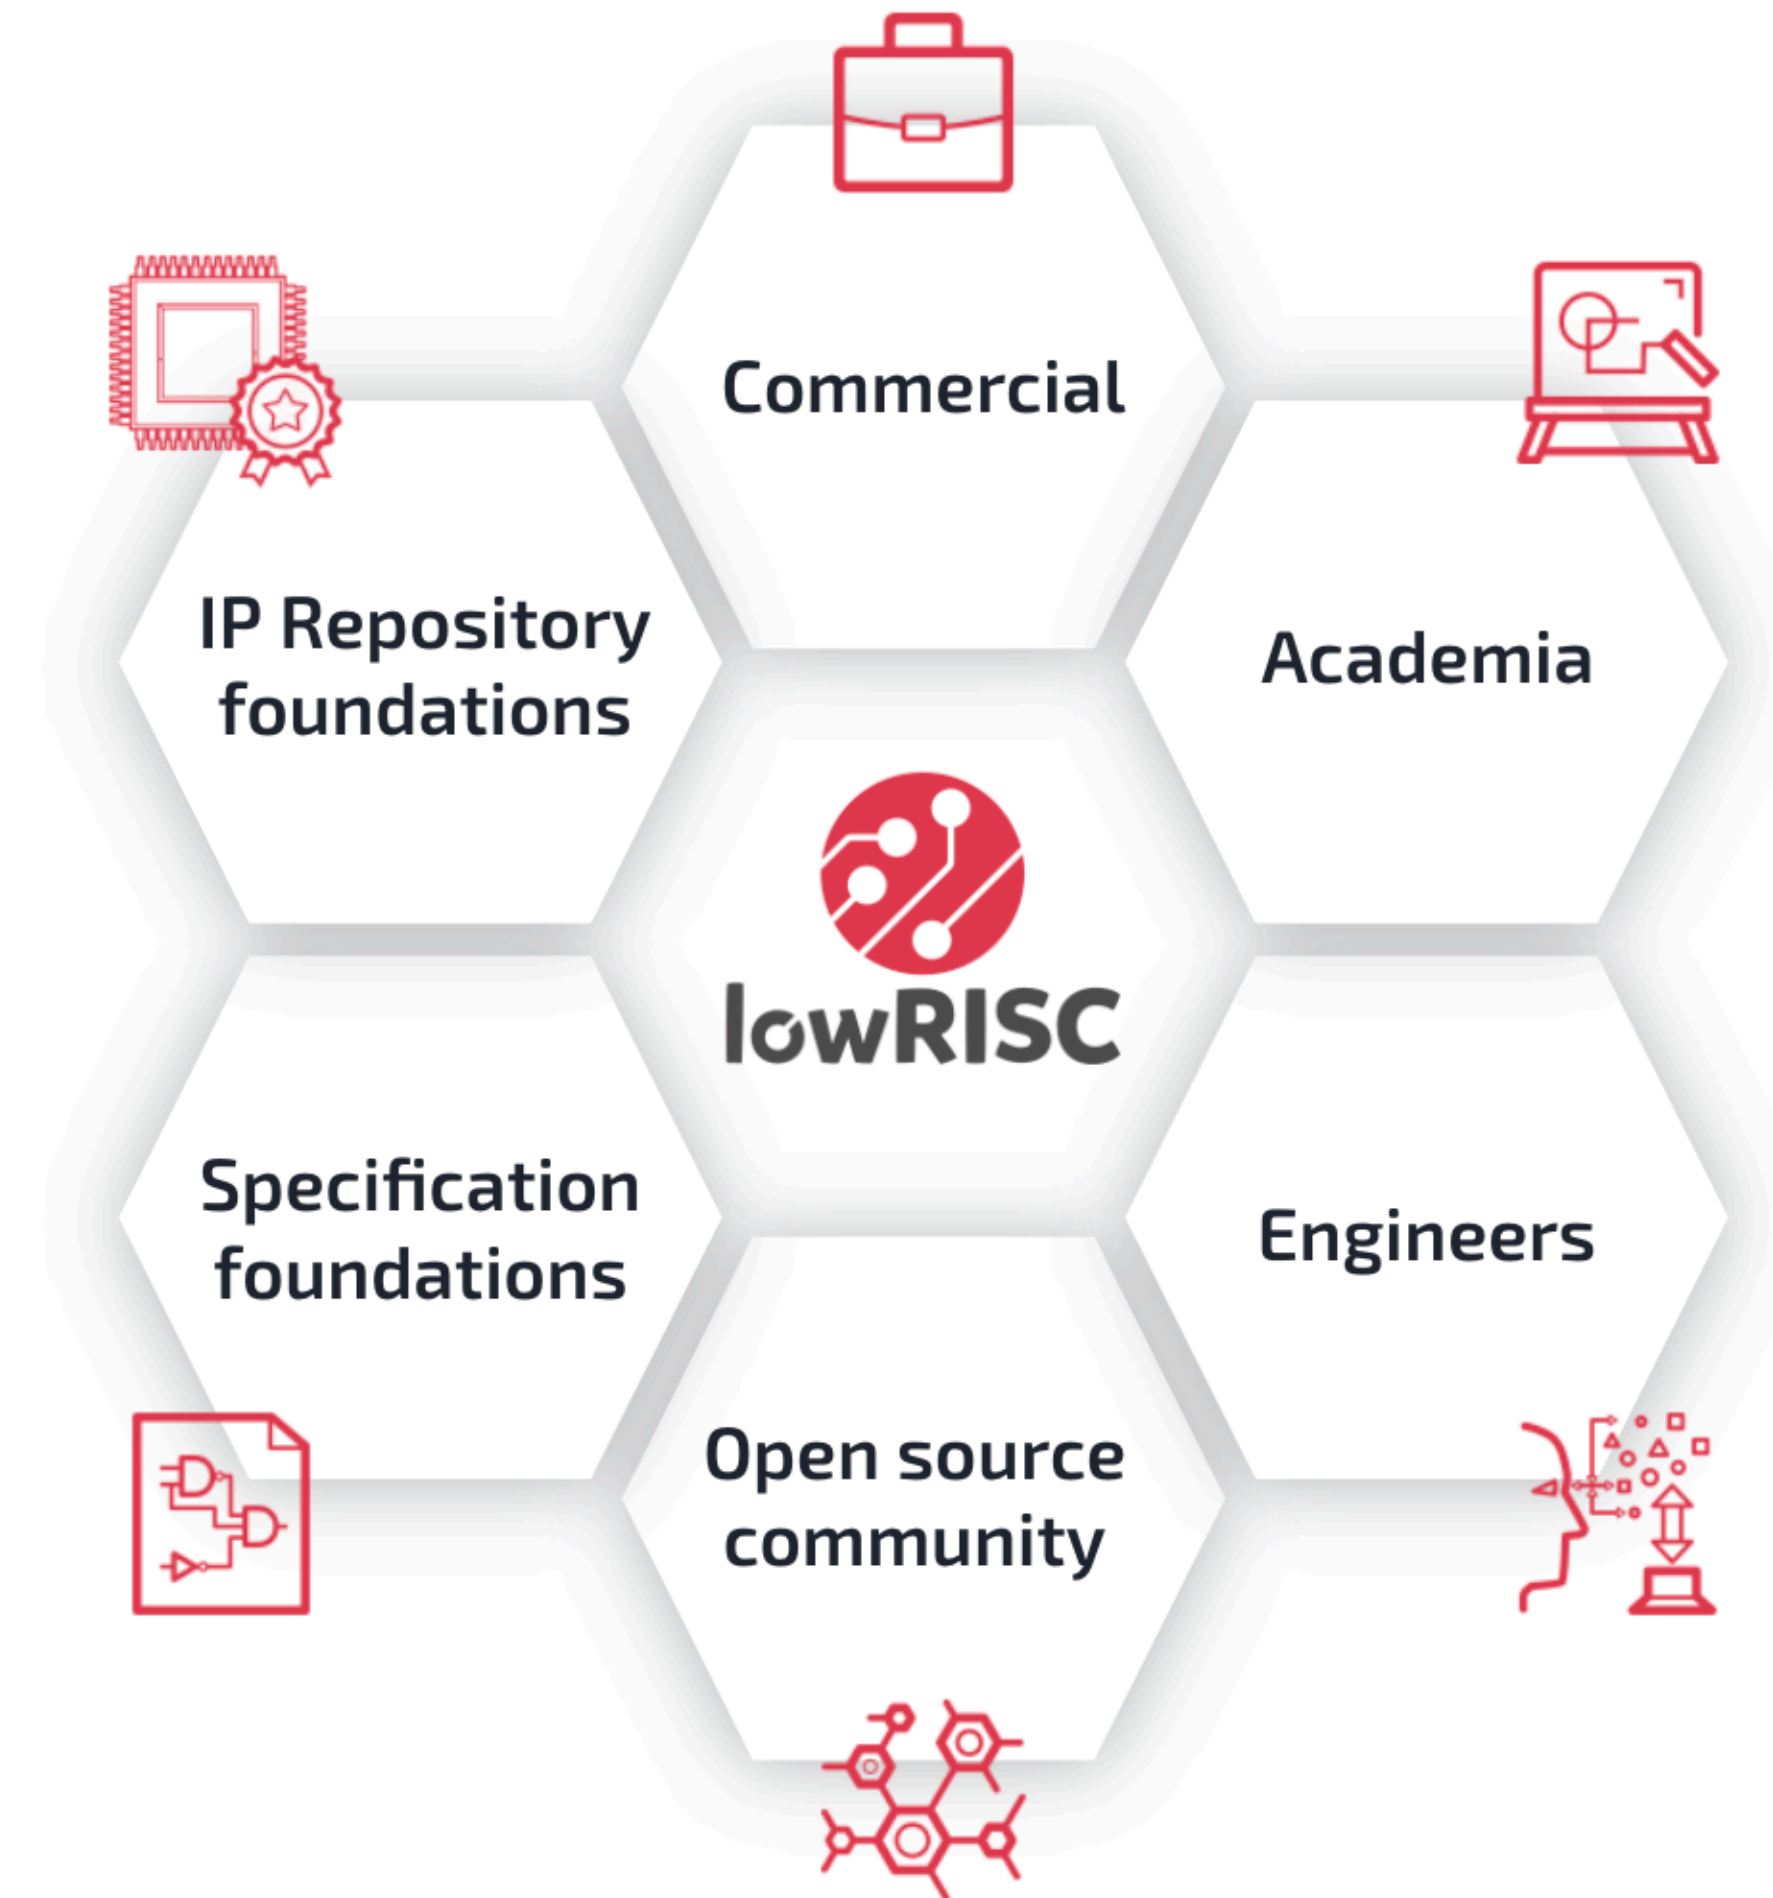 Commercial
IP Repository
foundations
Academia
lowRISC
Specification
foundations
Engineers
Open source
community